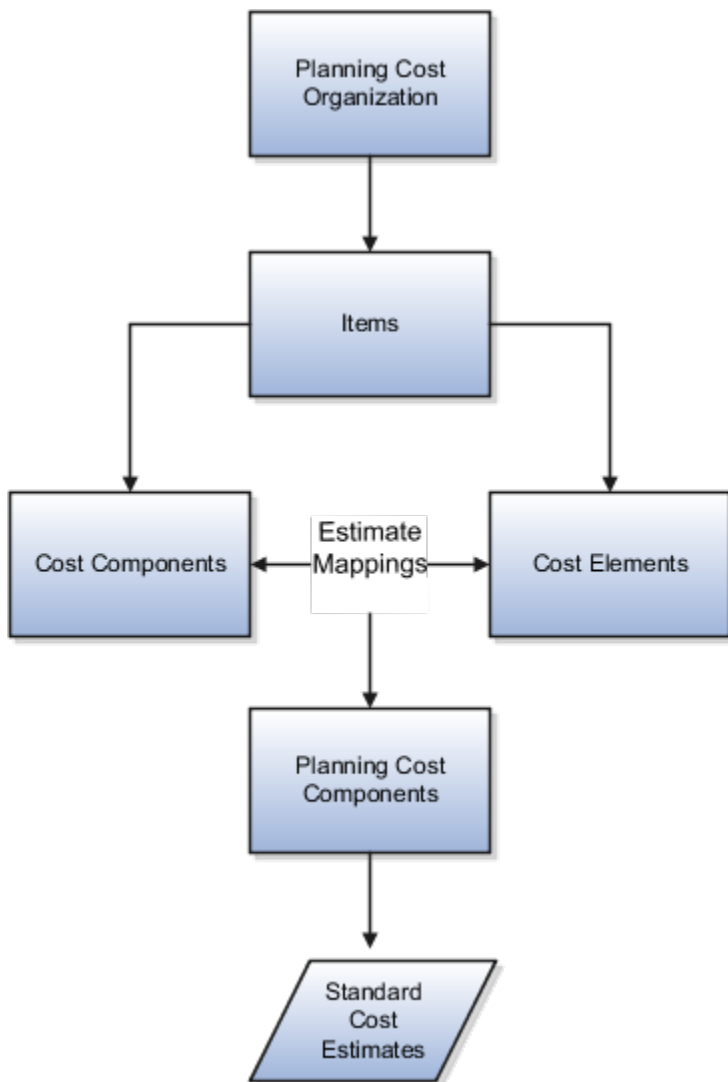 Planning Cost
Organization
Items
Cost Components
Estimate
Mappings
Cost Elements
Planning Cost
Components
Standard
Cost
Estimates